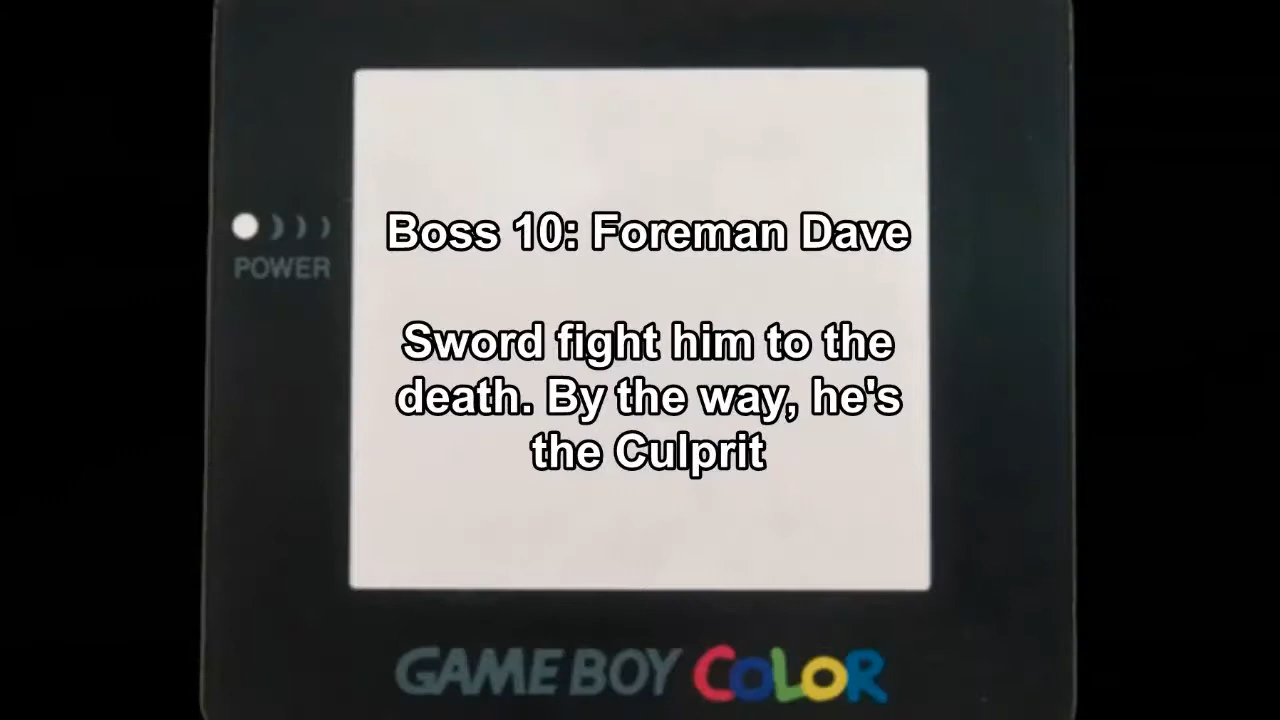 Boss 10: Foreman Dave
POWER
Sword fight him to the
death. By the way, he's
the Culprit
GAME BOY COLOR